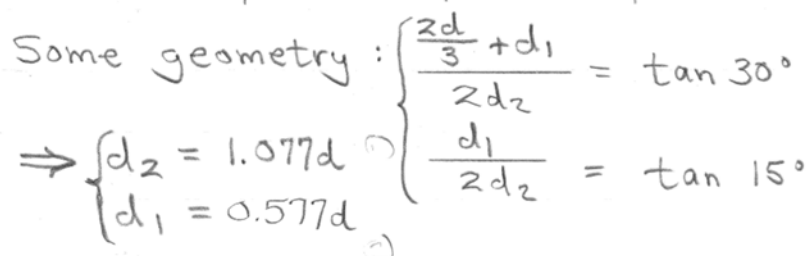 Some geometry : { (2d/3 + d₁) / 2d₂ = tan 30°
d₁ / 2d₂ = tan 15°
⇒ { d₂ = 1.077d
d₁ = 0.577d